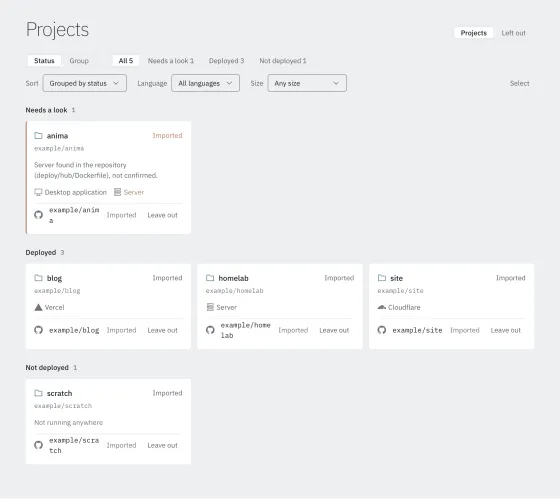 Projects
Projects Left out
Status Group All 5 Needs a look 1 Deployed 3 Not deployed 1
Sort Grouped by status Language All languages Size Any size Select
Needs a look 1
anima Imported
example/anima
Server found in the repository
(deploy/hub/Dockerfile), not confirmed.
Desktop application Server
example/anim
a Imported Leave out
Deployed 3
blog Imported
example/blog
Vercel
example/blog Imported Leave out
homelab Imported
example/homelab
Server
example/home
lab Imported Leave out
site Imported
example/site
Cloudflare
example/site Imported Leave out
Not deployed 1
scratch Imported
example/scratch
Not running anywhere
example/scra
tch Imported Leave out